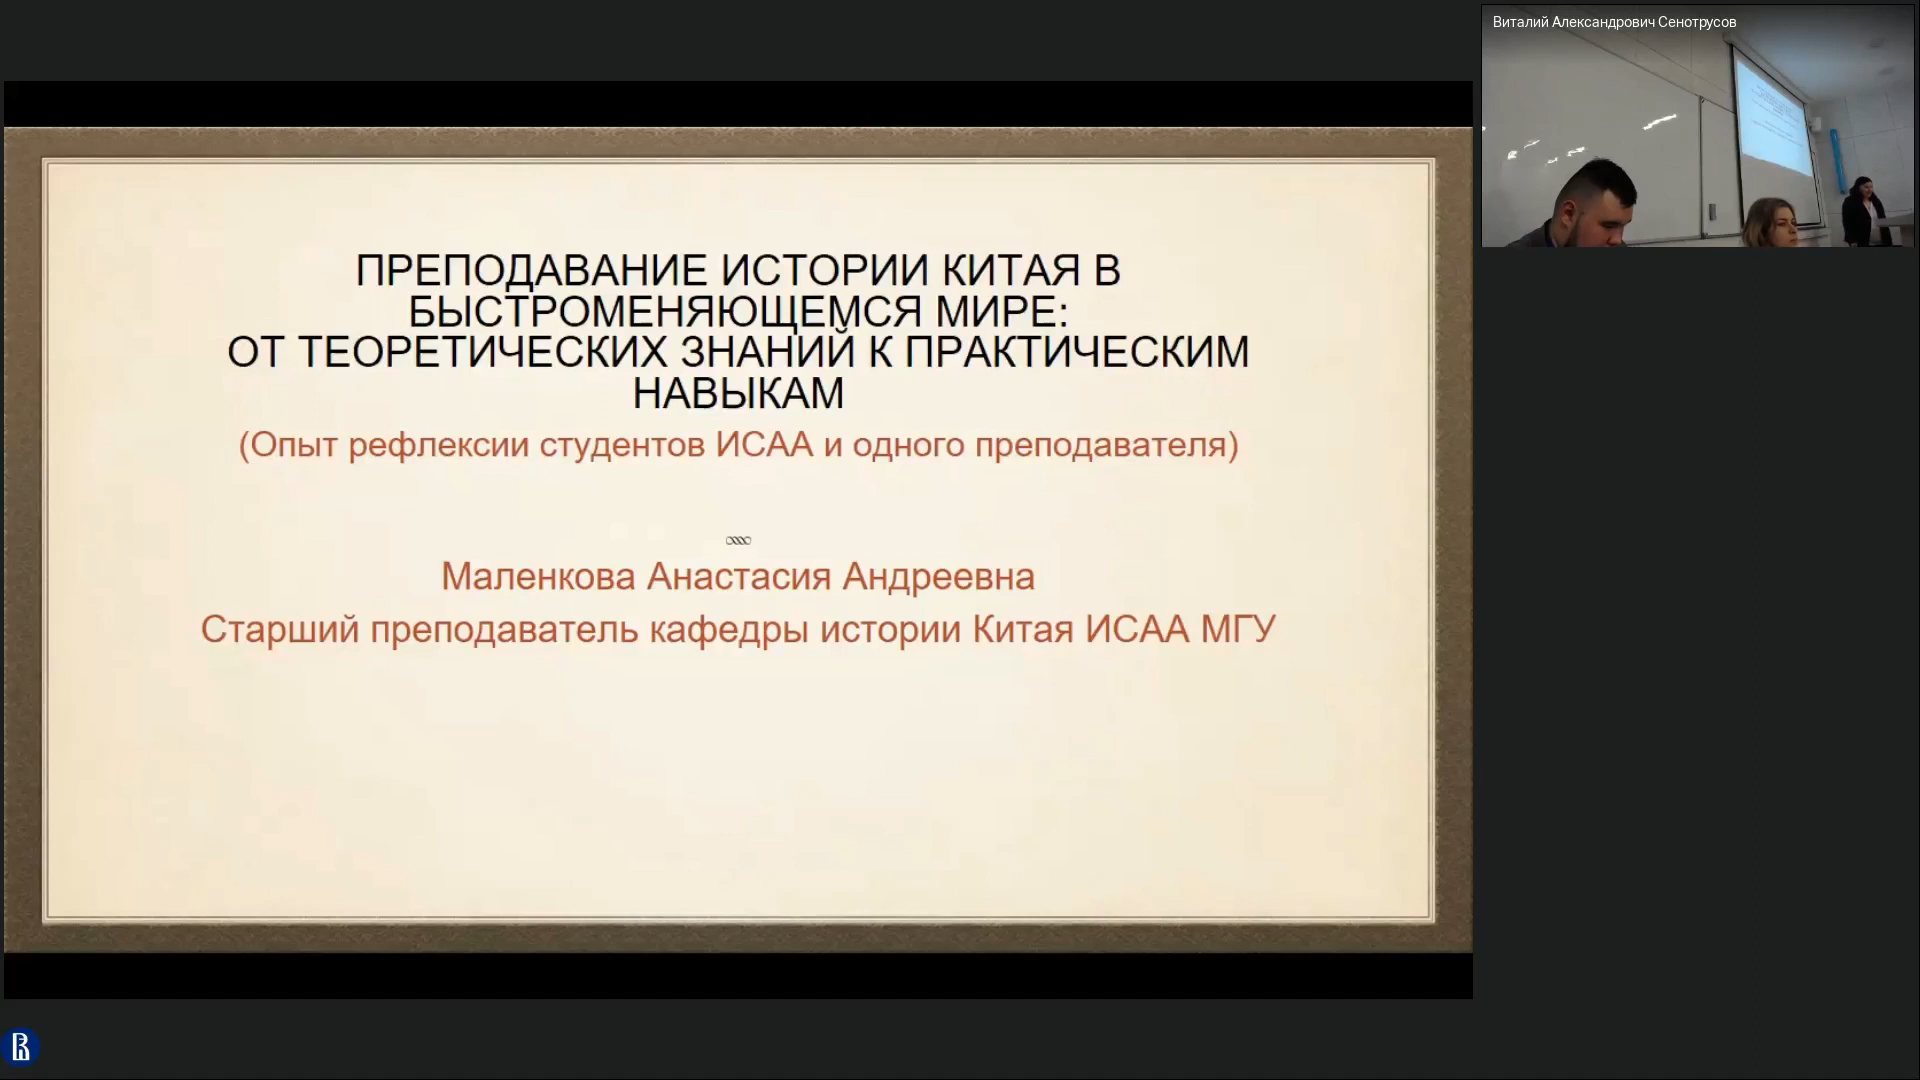 Виталий Александрович Сенотрусов
ПРЕПОДАВАНИЕ ИСТОРИИ КИТАЯ В
БЫСТРОМЕНЯЮЩЕМСЯ МИРЕ:
ОТ ТЕОРЕТИЧЕСКИХ ЗНАНИЙ К ПРАКТИЧЕСКИМ
НАВЫКАМ
(Опыт рефлексии студентов ИСАА и одного преподавателя)
Маленкова Анастасия Андреевна
Старший преподаватель кафедры истории Китая ИСАА МГУ